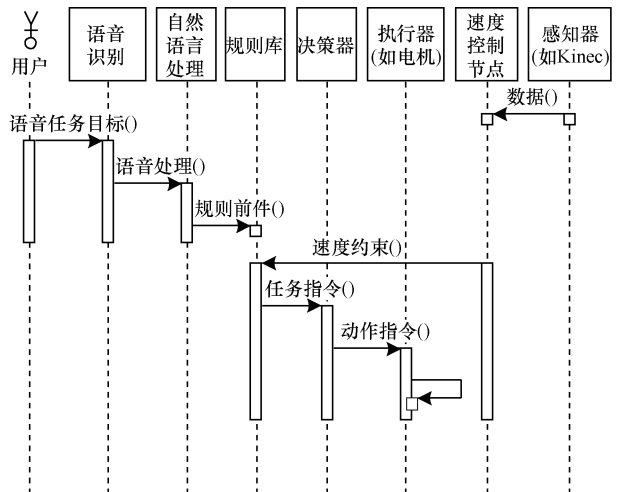 用户
语音
识别
自然
语言
处理
规则库
决策器
执行器
(如电机)
速度
控制
节点
感知器
(如Kinec)
数据()
语音任务目标()
语音处理()
规则前件()
速度约束()
任务指令()
动作指令()